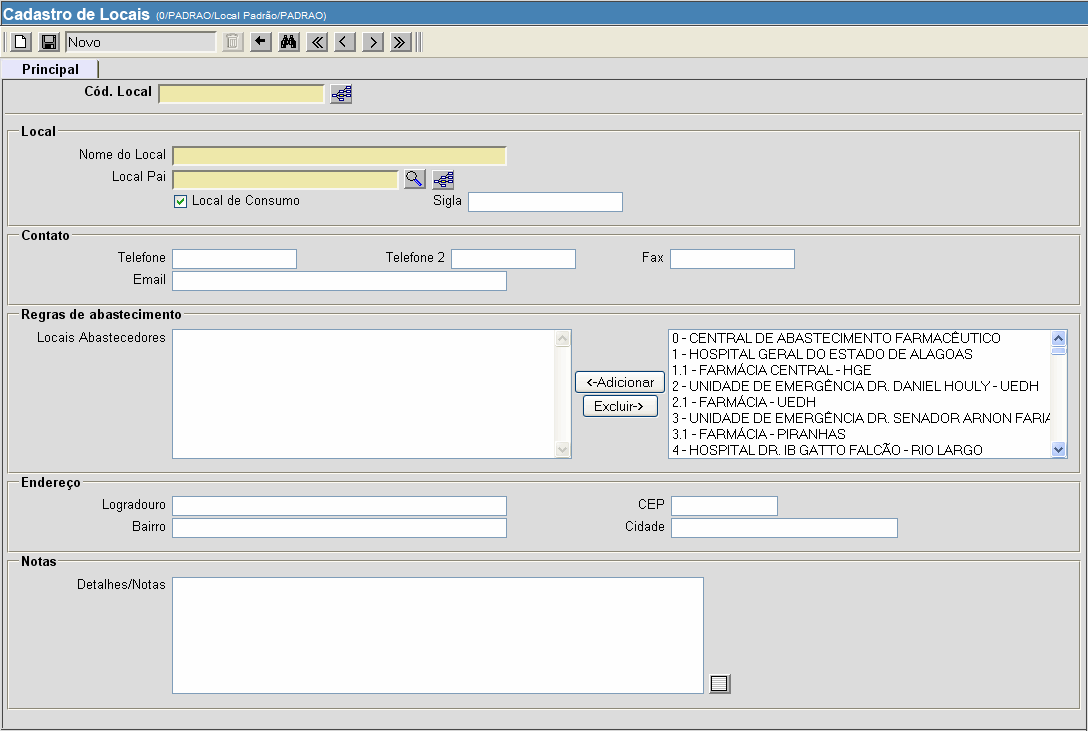 Cadastro de Locais (0/PADRAO/Local Padrão/PADRAO)
Novo
Principal
Cód. Local
Local
Nome do Local
Local Pai
Local de Consumo Sigla
Contato
Telefone Telefone 2 Fax
Email
Regras de abastecimento
Locais Abastecedores
<-Adicionar
Excluir->
0 - CENTRAL DE ABASTECIMENTO FARMACÊUTICO
1 - HOSPITAL GERAL DO ESTADO DE ALAGOAS
1.1 - FARMÁCIA CENTRAL - HGE
2 - UNIDADE DE EMERGÊNCIA DR. DANIEL HOULY - UEDH
2.1 - FARMÁCIA - UEDH
3 - UNIDADE DE EMERGÊNCIA DR. SENADOR ARNON FARIA
3.1 - FARMÁCIA - PIRANHAS
4 - HOSPITAL DR. IB GATTO FALCÃO - RIO LARGO
Endereço
Logradouro CEP
Bairro Cidade
Notas
Detalhes/Notas